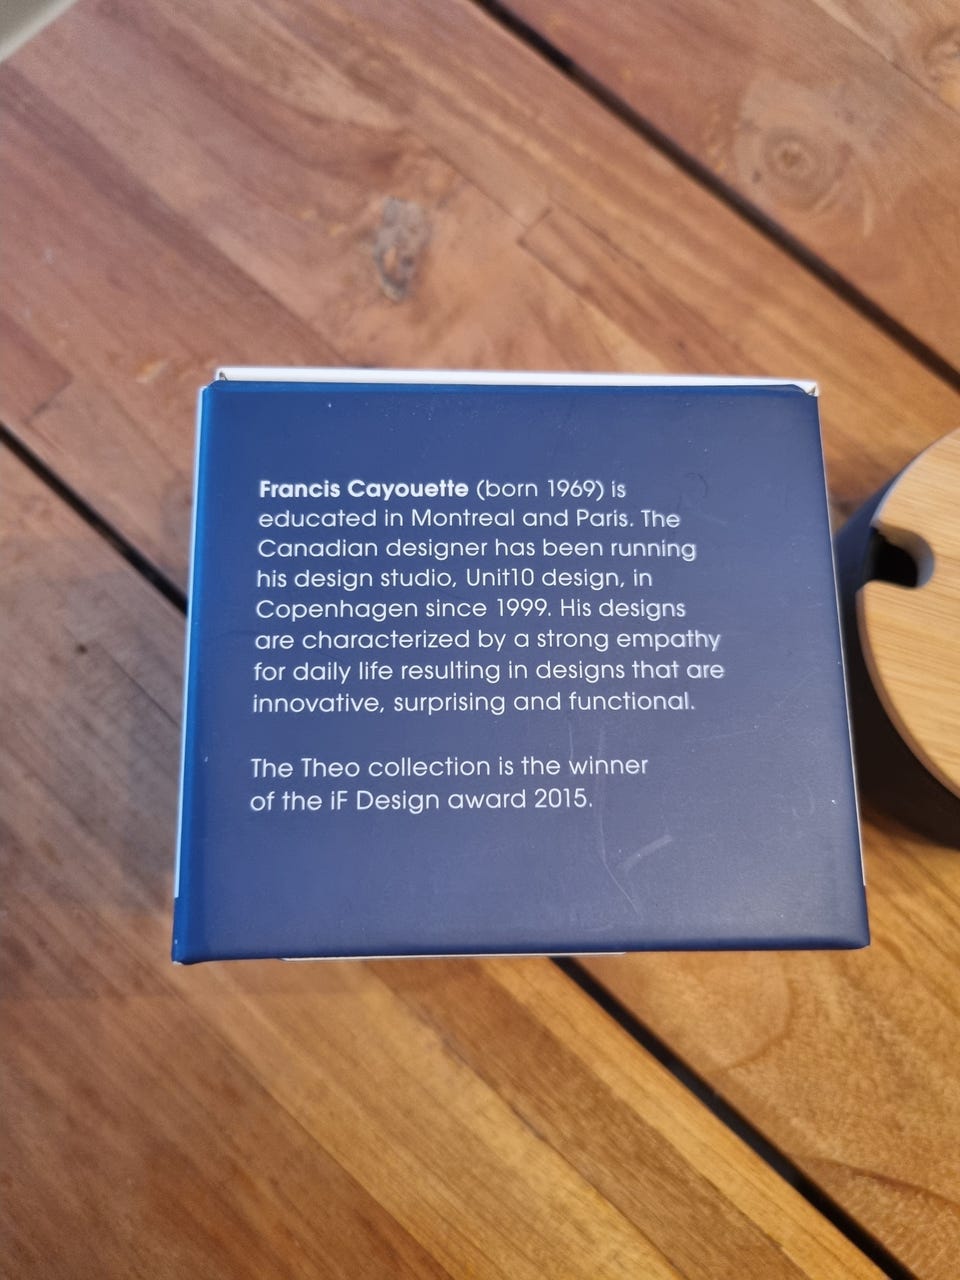 Francis Cayouette (born 1969) is
educated in Montreal and Paris. The
Canadian designer has been running
his design studio, Unit10 design, in
Copenhagen since 1999. His designs
are characterized by a strong empathy
for daily life resulting in designs that are
innovative, surprising and functional.
The Theo collection is the winner
of the iF Design award 2015.